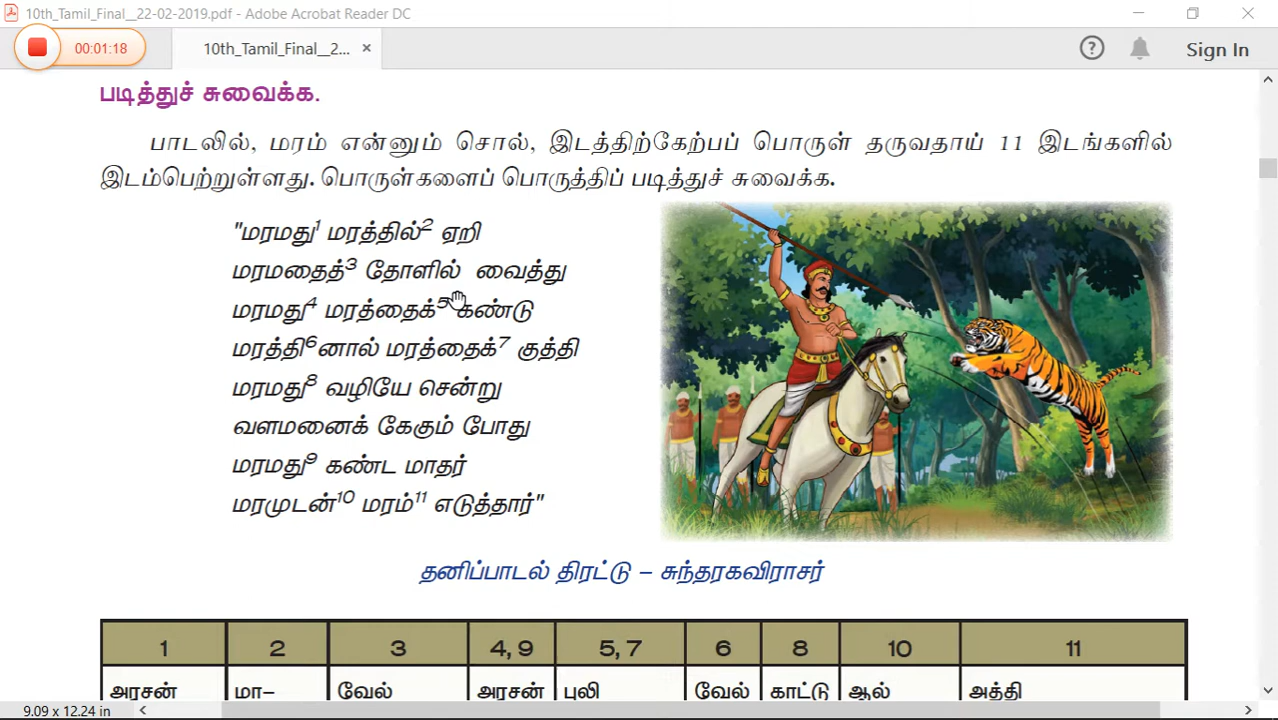 10th_Tamil_Final__22-02-2019.pdf - Adobe Acrobat Reader DC
00:01:18
10th_Tamil_Final__2... ×
? Sign In
படித்துச் சுவைக்க.
பாடலில், மரம் என்னும் சொல், இடத்திற்கேற்பப் பொருள் தருவதாய் 11 இடங்களில்
இடம்பெற்றுள்ளது. பொருள்களைப் பொருத்திப் படித்துச் சுவைக்க.
"மரமது¹ மரத்தில்² ஏறி
மரமதைத்³ தோளில் வைத்து
மரமது⁴ மரத்தைக்⁵ கண்டு
மரத்தி⁶னால் மரத்தைக்⁷ குத்தி
மரமது⁸ வழியே சென்று
வளமனைக் கேகும் போது
மரமது⁹ கண்ட மாதர்
மரமுடன்¹⁰ மரம்¹¹ எடுத்தார்"
தனிப்பாடல் திரட்டு – சுந்தரகவிராசர்
1 2 3 4, 9 5, 7 6 8 10 11
அரசன் மா– வேல் அரசன் புலி வேல் காட்டு ஆல் அத்தி
9.09 x 12.24 in